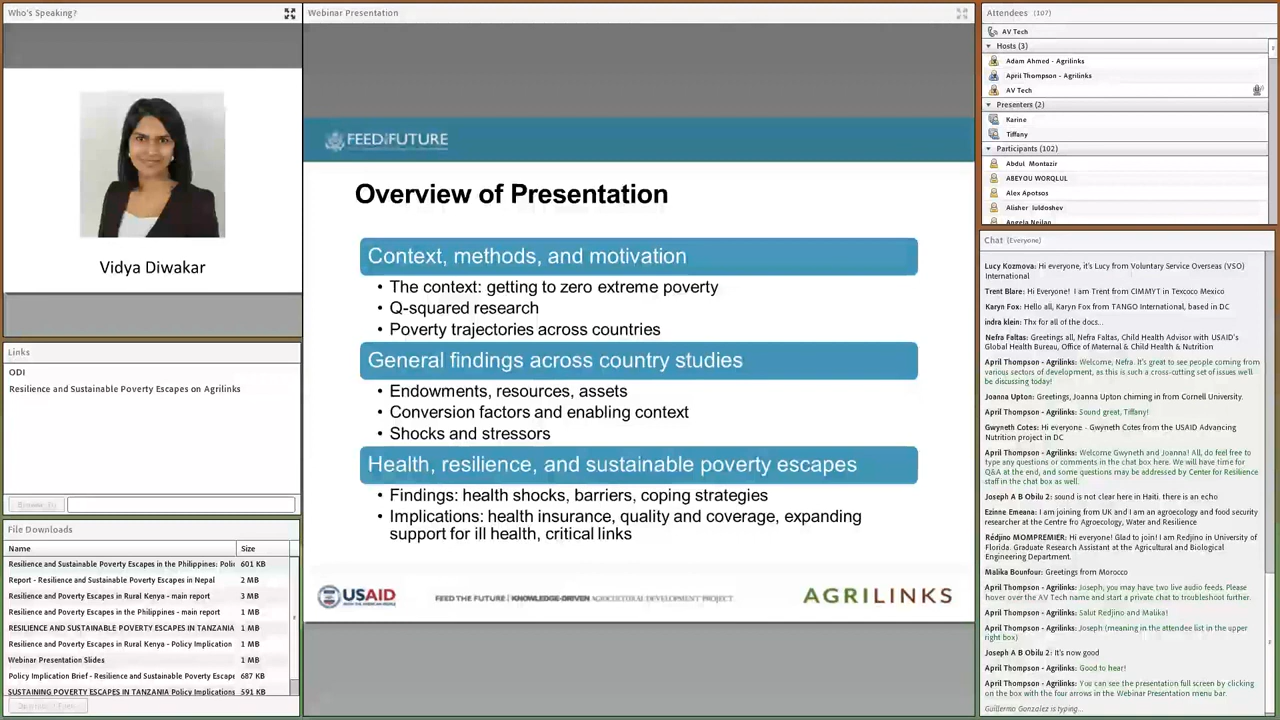 Who's Speaking?
Vidya Diwakar
Links
ODI
Resilience and Sustainable Poverty Escapes on Agrilinks
Browse To
File Downloads
Name Size
Resilience and Sustainable Poverty Escapes in the Philippines: Polic 601 KB
Report - Resilience and Sustainable Poverty Escapes in Nepal 2 MB
Resilience and Poverty Escapes in Rural Kenya - main report 3 MB
Resilience and Poverty Escapes in the Philippines - main report 1 MB
RESILIENCE AND SUSTAINABLE POVERTY ESCAPES IN TANZANIA 1 MB
Resilience and Poverty Escapes in Rural Kenya - Policy Implication 1 MB
Webinar Presentation Slides 1 MB
Policy Implication Brief - Resilience and Sustainable Poverty Escape 687 KB
SUSTAINING POVERTY ESCAPES IN TANZANIA Policy Implications 591 KB
Webinar Presentation
FEED THE FUTURE
Overview of Presentation
Context, methods, and motivation
• The context: getting to zero extreme poverty
• Q-squared research
• Poverty trajectories across countries
General findings across country studies
• Endowments, resources, assets
• Conversion factors and enabling context
• Shocks and stressors
Health, resilience, and sustainable poverty escapes
• Findings: health shocks, barriers, coping strategies
• Implications: health insurance, quality and coverage, expanding
support for ill health, critical links
USAID
FROM THE AMERICAN PEOPLE
FEED THE FUTURE | KNOWLEDGE-DRIVEN AGRICULTURAL DEVELOPMENT PROJECT
AGRILINKS
Attendees (107)
AV Tech
Hosts (3)
Adam Ahmed - Agrilinks
April Thompson - Agrilinks
AV Tech
Presenters (2)
Karine
Tiffany
Participants (102)
Abdul Montazir
ABEYOU WORQLUL
Alex Apotsos
Alisher Iuldoshev
Angela Neilan
Chat (Everyone)
Lucy Kozmova: Hi everyone, it's Lucy from Voluntary Service Overseas (VSO)
International
Trent Blare: Hi Everyone! I am Trent from CIMMYT in Texcoco Mexico
Karyn Fox: Hello all, Karyn Fox from TANGO International, based in DC
indra klein: Thx for all of the docs...
Nefra Faltas: Greetings all, Nefra Faltas, Child Health Advisor with USAID's
Global Health Bureau, Office of Maternal & Child Health & Nutrition
April Thompson - Agrilinks: Welcome, Nefra. It's great to see people coming from
various sectors of development, as this is such a cross-cutting set of issues we'll
be discussing today!
Joanna Upton: Greetings, Joanna Upton chiming in from Cornell University.
April Thompson - Agrilinks: Sound great, Tiffany!
Gwyneth Cotes: Hi everyone - Gwyneth Cotes from the USAID Advancing
Nutrition project in DC
April Thompson - Agrilinks: Welcome Gwyneth and Joanna! All, do feel free to
type any questions or comments in the chat box here. We will have time for
Q&A at the end, and some questions may be addressed by Center for Resilience
staff in the chat box as well.
Joseph A B Obilu 2: sound is not clear here in Haiti. there is an echo
Ezinne Emeana: I am joining from UK and I am an agroecology and food security
researcher at the Centre fro Agroecology, Water and Resilience
Rédjino MOMPREMIER: Hi everyone! Glad to join! I am Redjino in University of
Florida. Graduate Research Assistant at the Agricultural and Biological
Engineering Department.
Malika Bounfour: Greetings from Morocco
April Thompson - Agrilinks: Joseph, you may have two live audio feeds. Please
hover over the AV Tech name and start a private chat to troubleshoot further.
April Thompson - Agrilinks: Salut Redjino and Malika!
April Thompson - Agrilinks: Joseph (meaning in the attendee list in the upper
right box)
Joseph A B Obilu 2: It's now good
April Thompson - Agrilinks: Good to hear!
April Thompson - Agrilinks: You can see the presentation full screen by clicking
on the box with the four arrows in the Webinar Presentation menu bar.
Guillermo Gonzalez is typing...